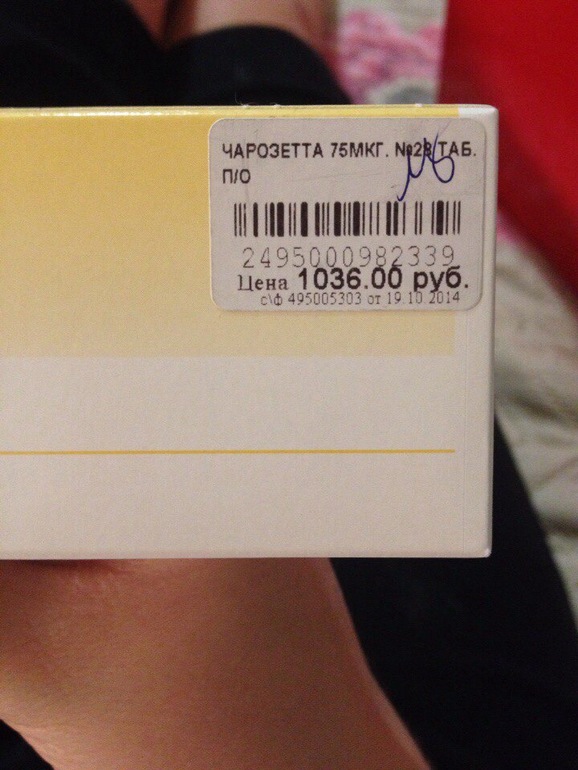 ЧАРОЗЕТТА 75МКГ. №28 ТАБ.
П/О
2495000982339
Цена 1036.00 руб.
с\ф 495005303 от 19.10.2014